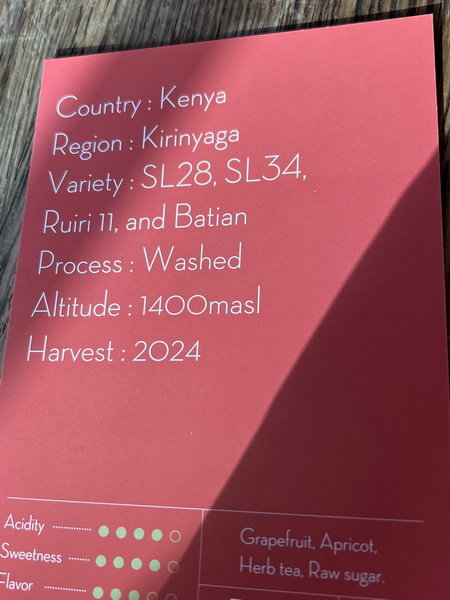 Country : Kenya
Region : Kirinyaga
Variety : SL28, SL34,
Ruiri 11, and Batian
Process : Washed
Altitude : 1400masl
Harvest : 2024
Acidity
Grapefruit, Apricot,
Sweetness
Herb tea, Raw sugar.
Flavor